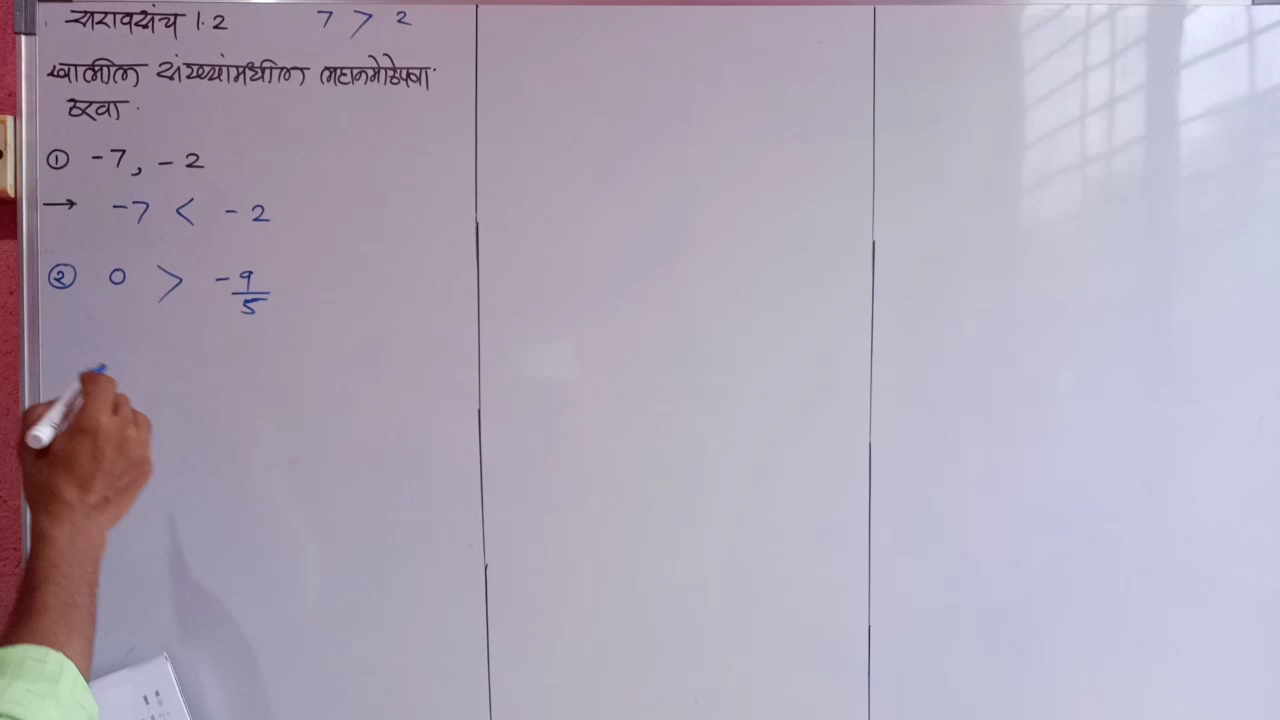 सरावसंच 1.2 7 > 2
खालील संख्यांमधील लहानमोठेपणा
ठरवा.
① -7, -2
→ -7 < -2
② 0 > -9/5